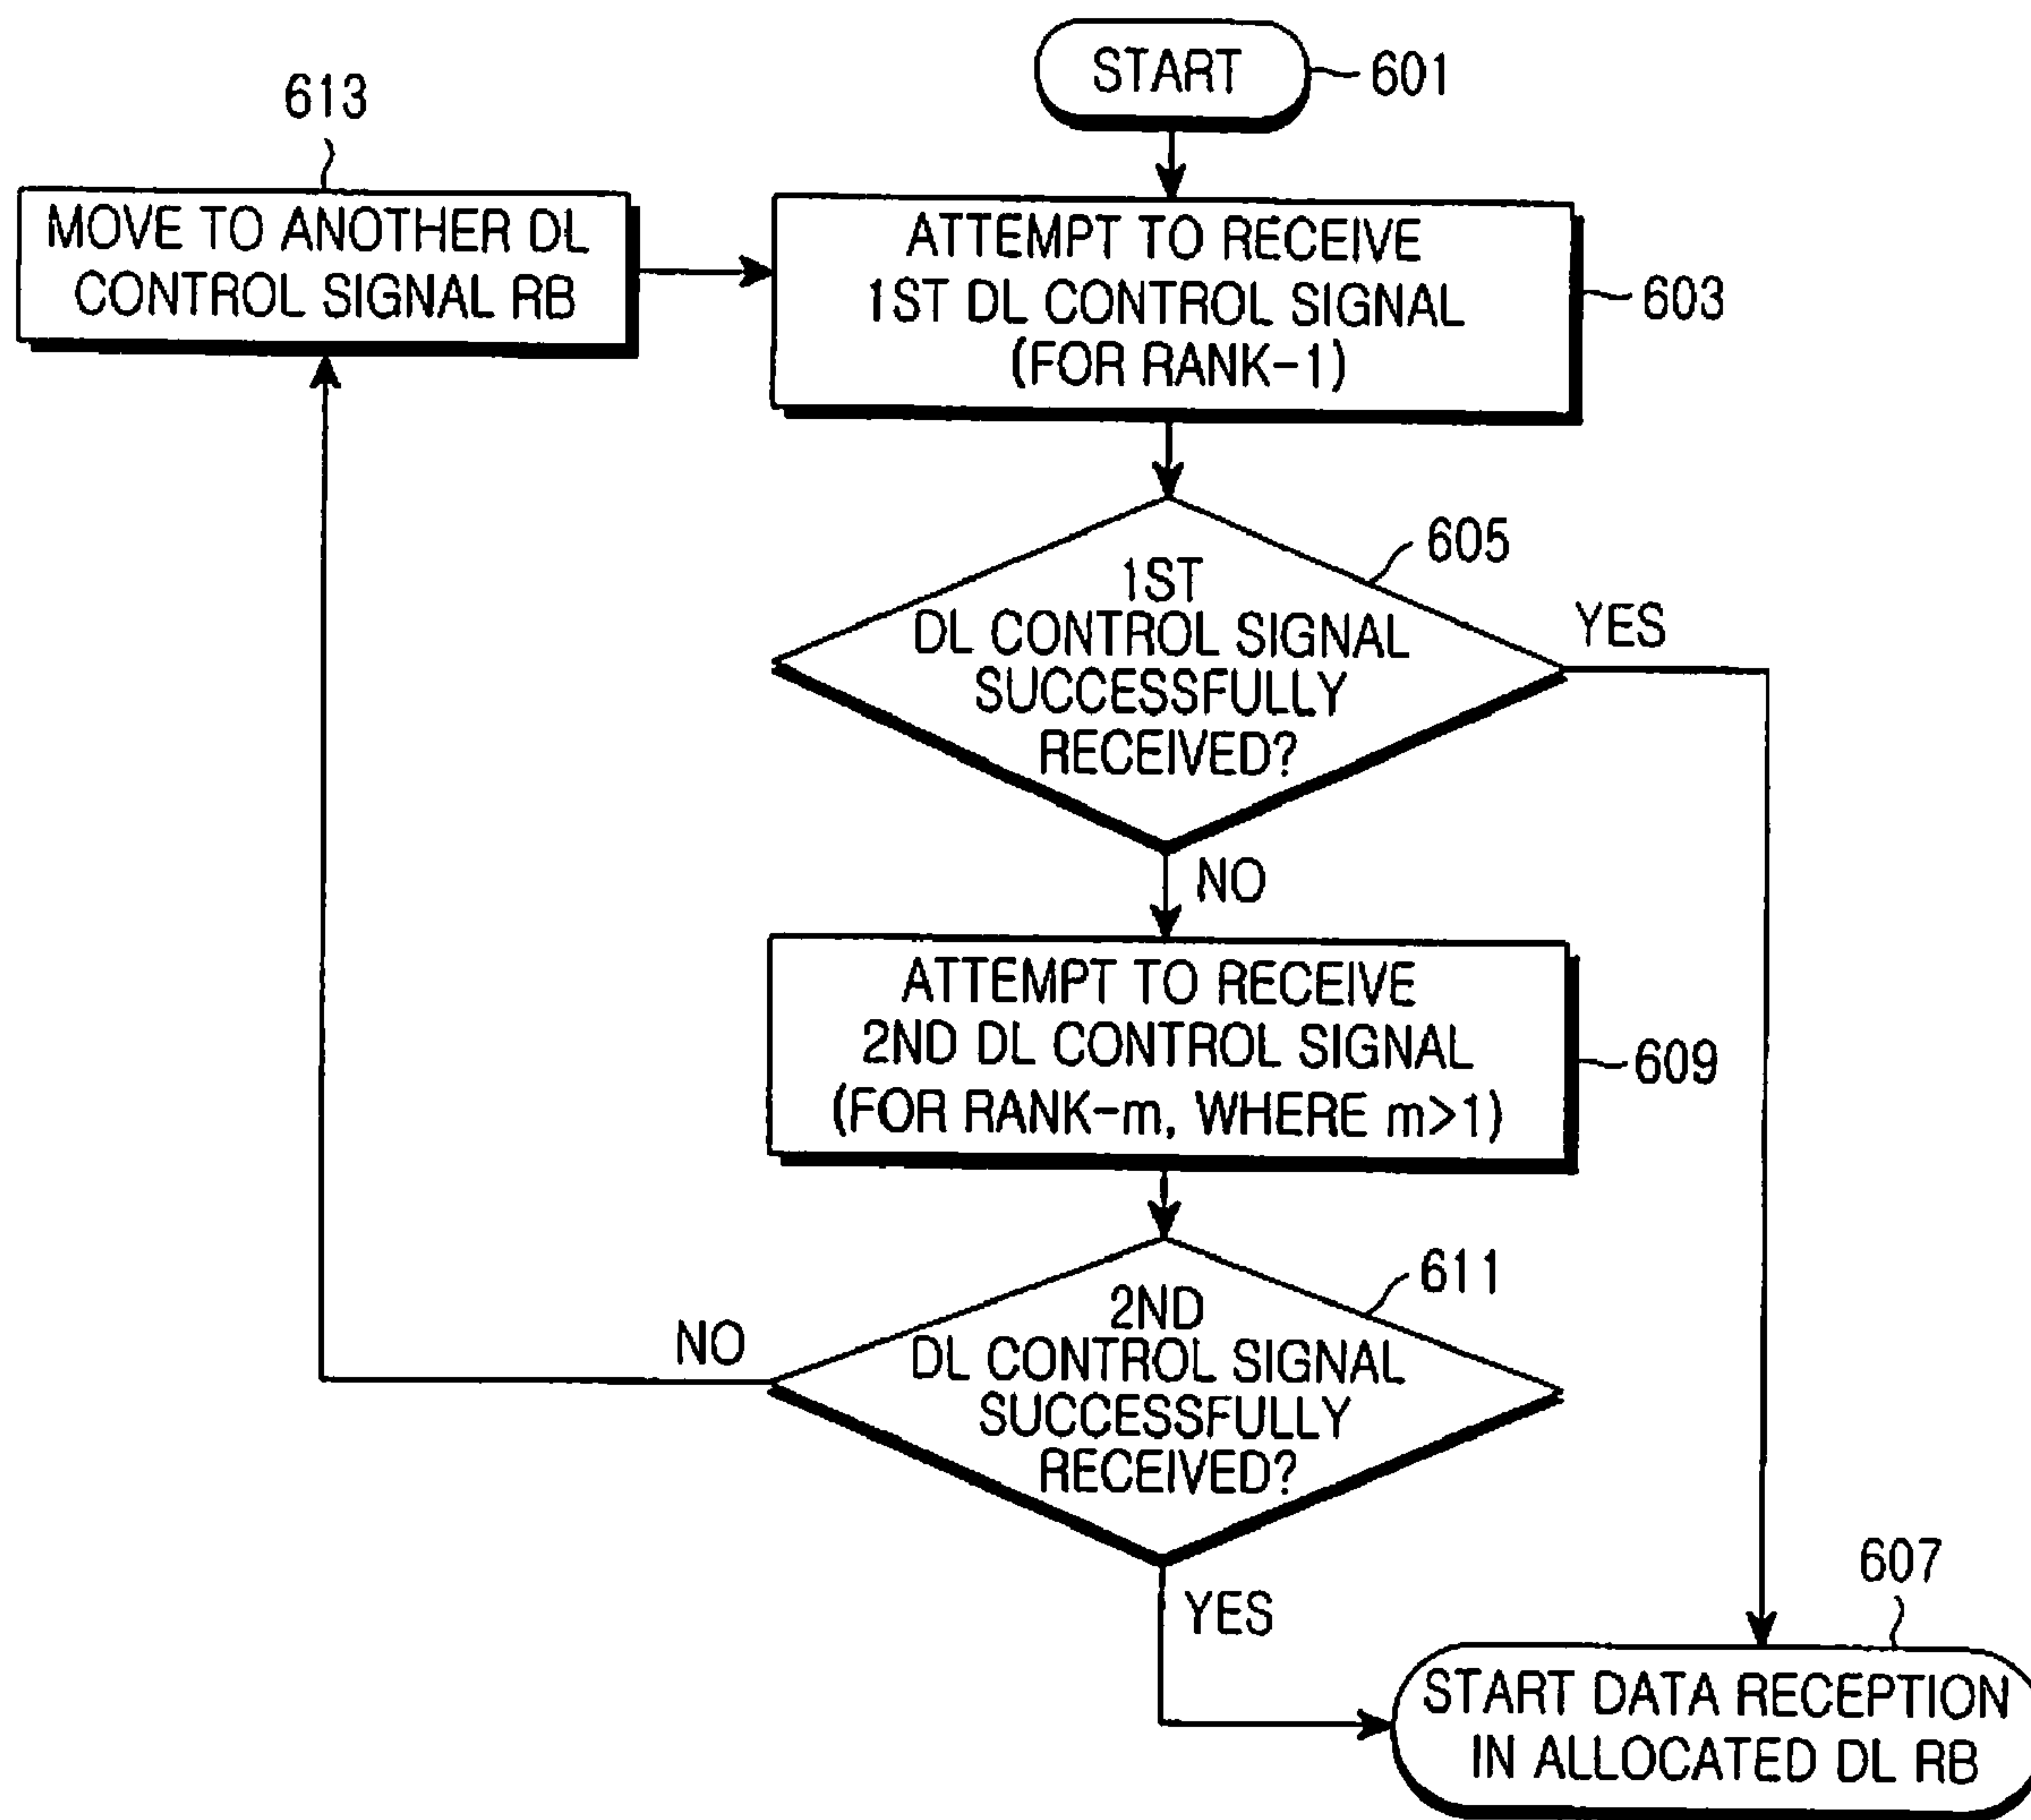 START
601
613
MOVE TO ANOTHER DL
CONTROL SIGNAL RB
ATTEMPT TO RECEIVE
1ST DL CONTROL SIGNAL
(FOR RANK-1)
603
605
1ST
DL CONTROL SIGNAL
SUCCESSFULLY
RECEIVED?
YES
NO
ATTEMPT TO RECEIVE
2ND DL CONTROL SIGNAL
(FOR RANK-m, WHERE m>1)
609
611
2ND
DL CONTROL SIGNAL
SUCCESSFULLY
RECEIVED?
NO
YES
607
START DATA RECEPTION
IN ALLOCATED DL RB